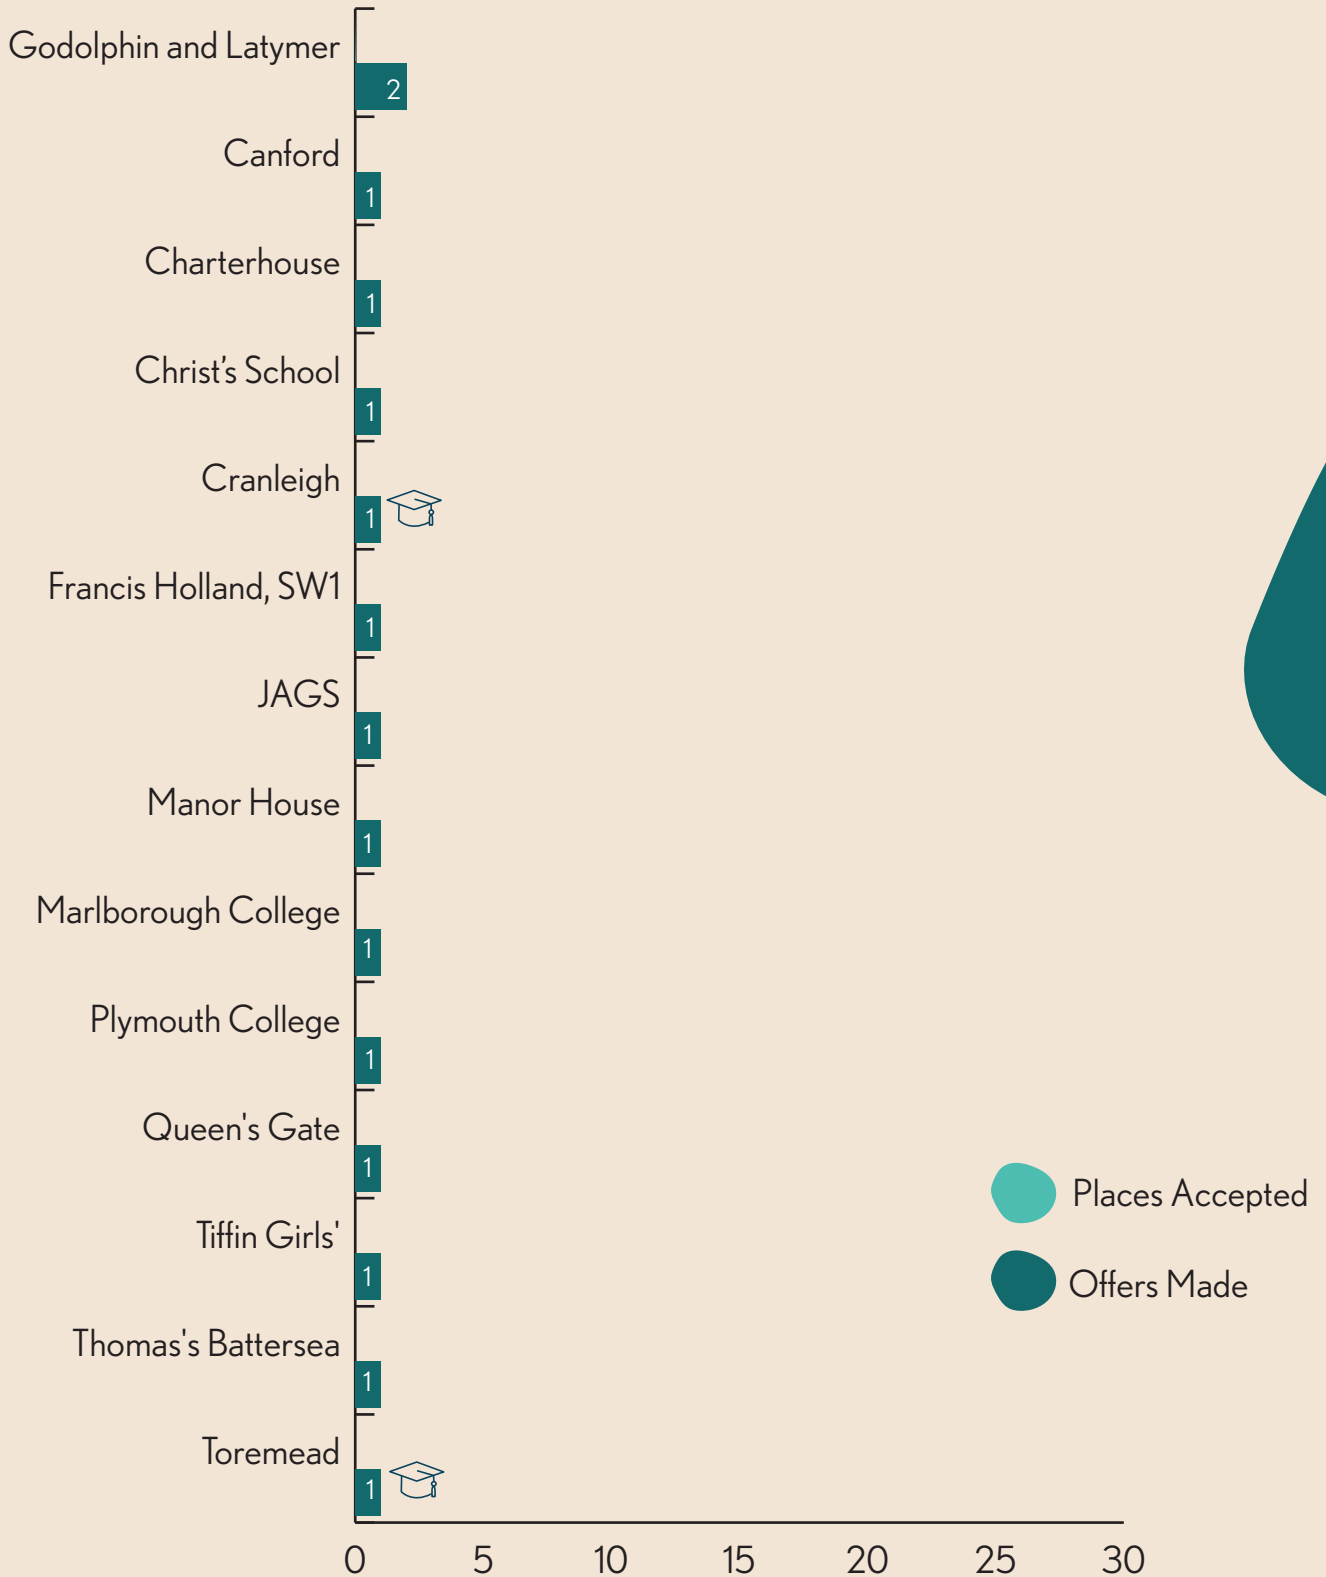 Godolphin and Latymer
2
Canford
1
Charterhouse
1
Christ’s School
1
Cranleigh
1
Francis Holland, SW1
1
JAGS
1
Manor House
1
Marlborough College
1
Plymouth College
1
Queen's Gate
1
Places Accepted
Tiffin Girls'
1
Offers Made
Thomas's Battersea
1
Toremead
1
0 5 10 15 20 25 30